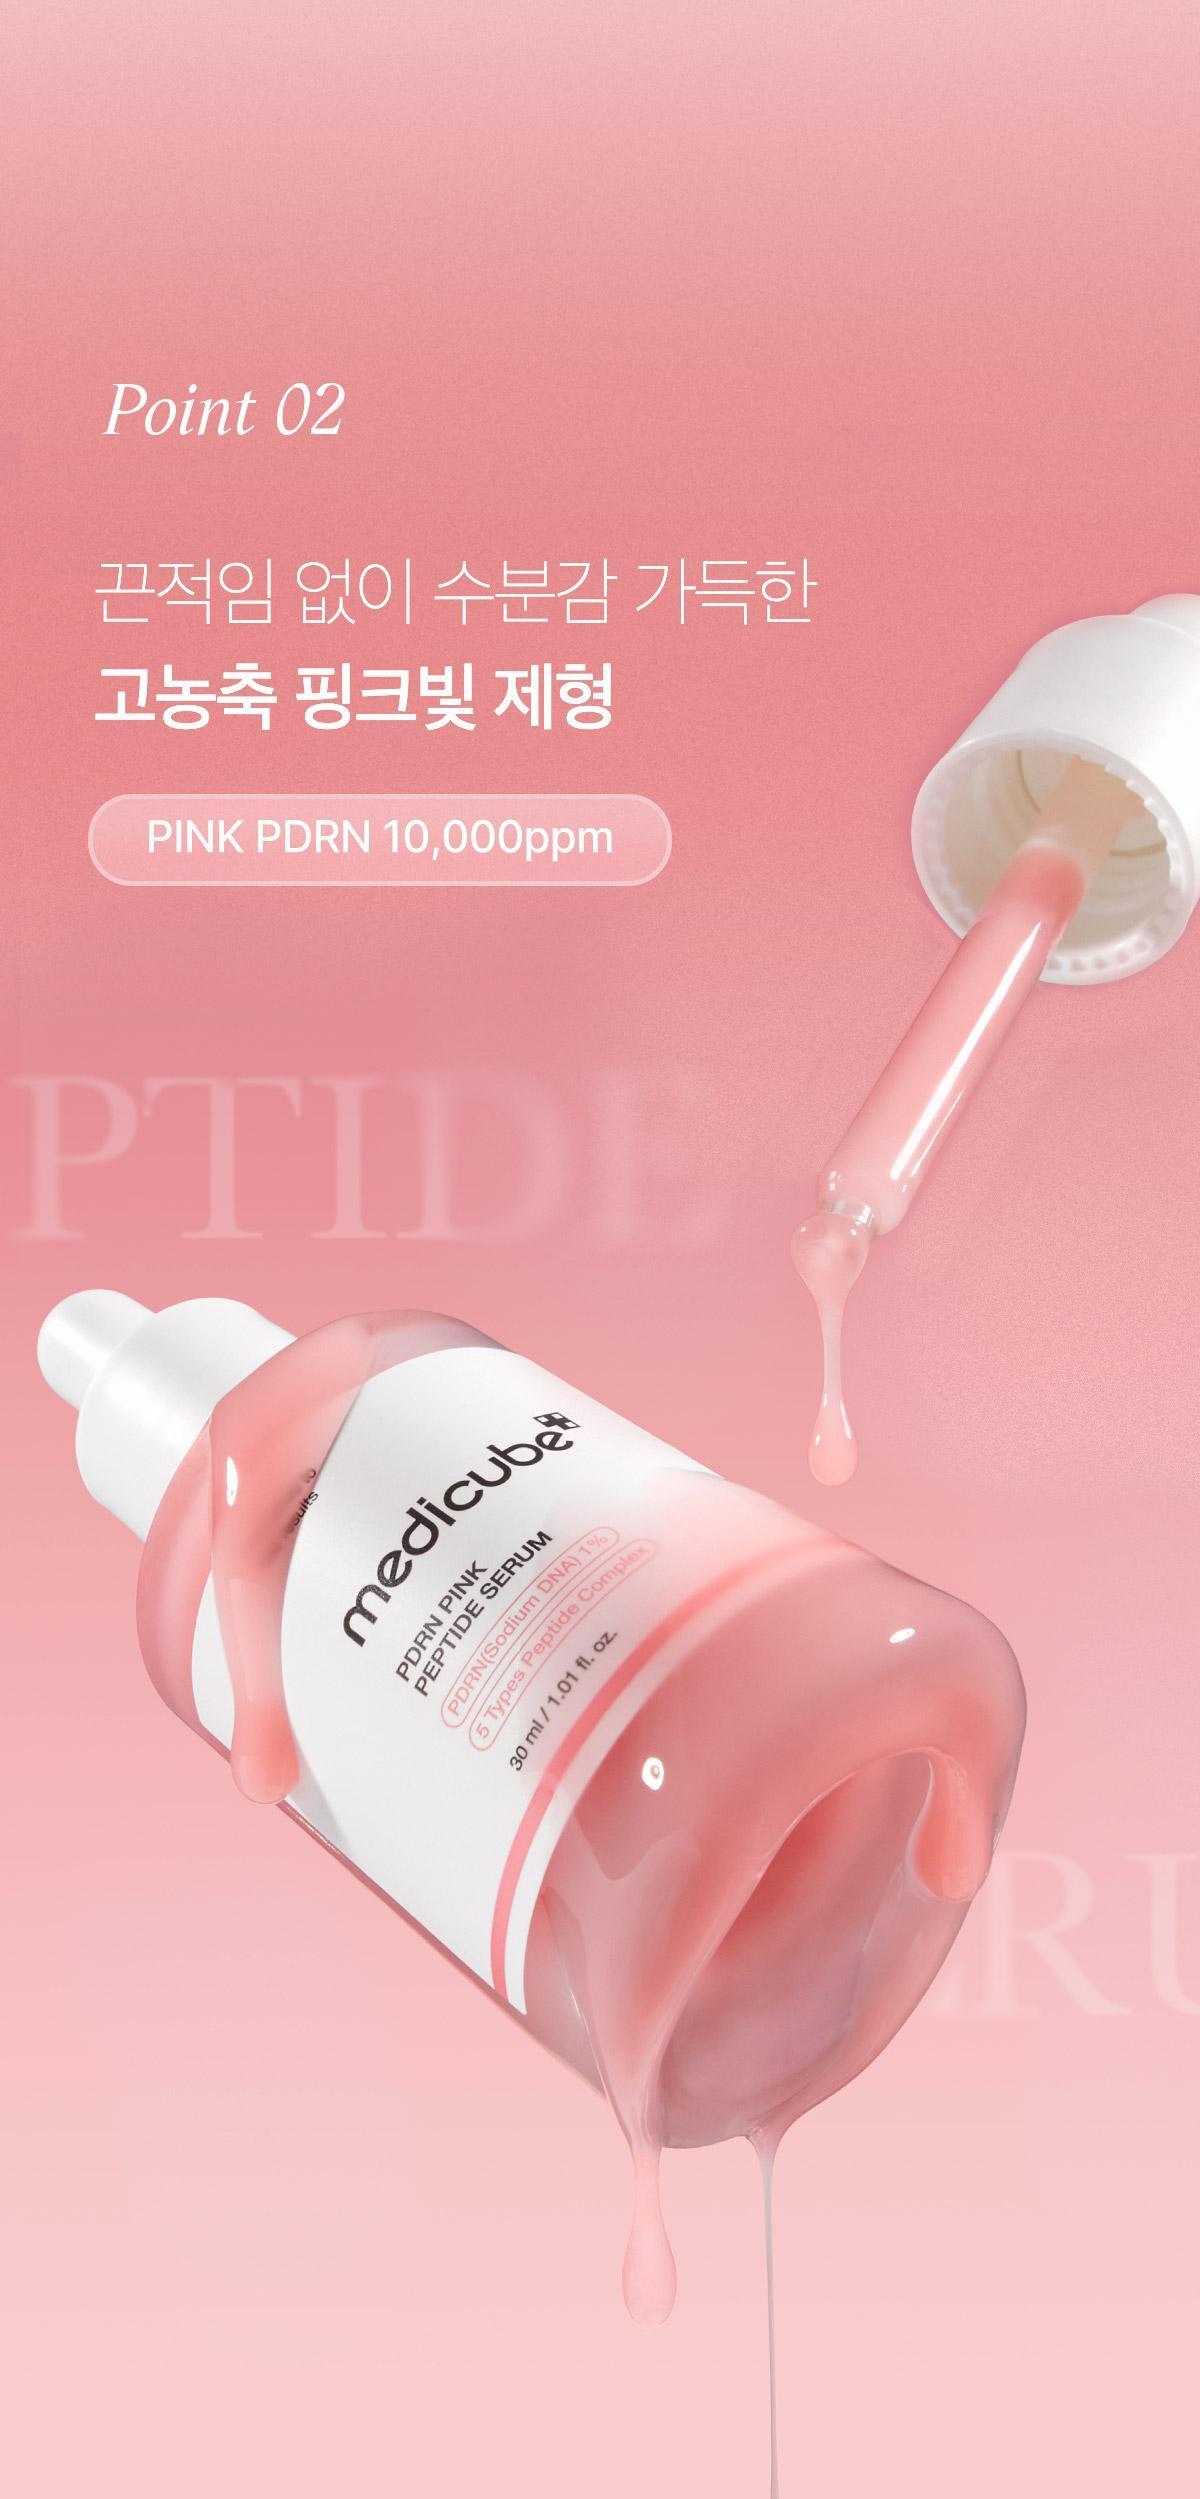 Point 02
끈적임 없이 수분감 가득한
고농축 핑크빛 제형
PINK PDRN 10,000ppm
PTIDE
medicube
PDRN PINK
PEPTIDE SERUM
PDRN(Sodium DNA) 1%
5 Types Peptide Complex
30 ml / 1.01 fl. oz.
ERU